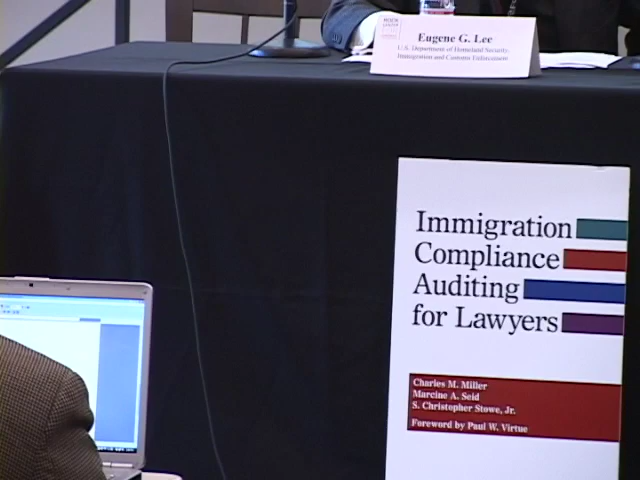 Eugene G. Lee
U.S. Department of Homeland Security,
Immigration and Customs Enforcement
Immigration
Compliance
Auditing
for Lawyers
Charles M. Miller
Marcine A. Seid
S. Christopher Stowe, Jr.
Foreword by Paul W. Virtue